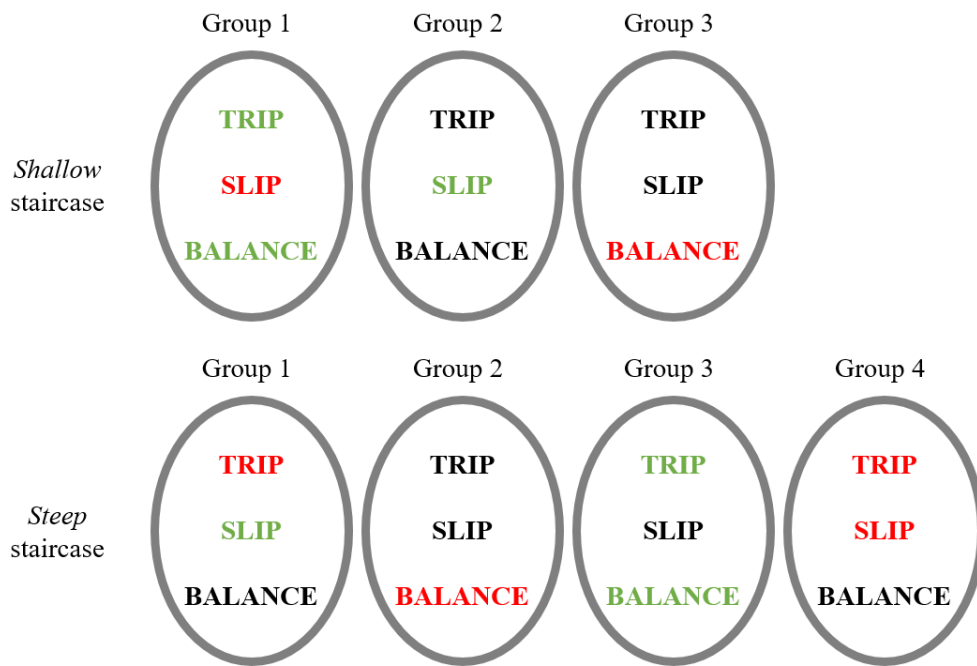 Group 1 Group 2 Group 3
TRIP TRIP TRIP
Shallow
staircase
SLIP SLIP SLIP
BALANCE BALANCE BALANCE
Group 1 Group 2 Group 3 Group 4
TRIP TRIP TRIP TRIP
Steep
staircase
SLIP SLIP SLIP SLIP
BALANCE BALANCE BALANCE BALANCE